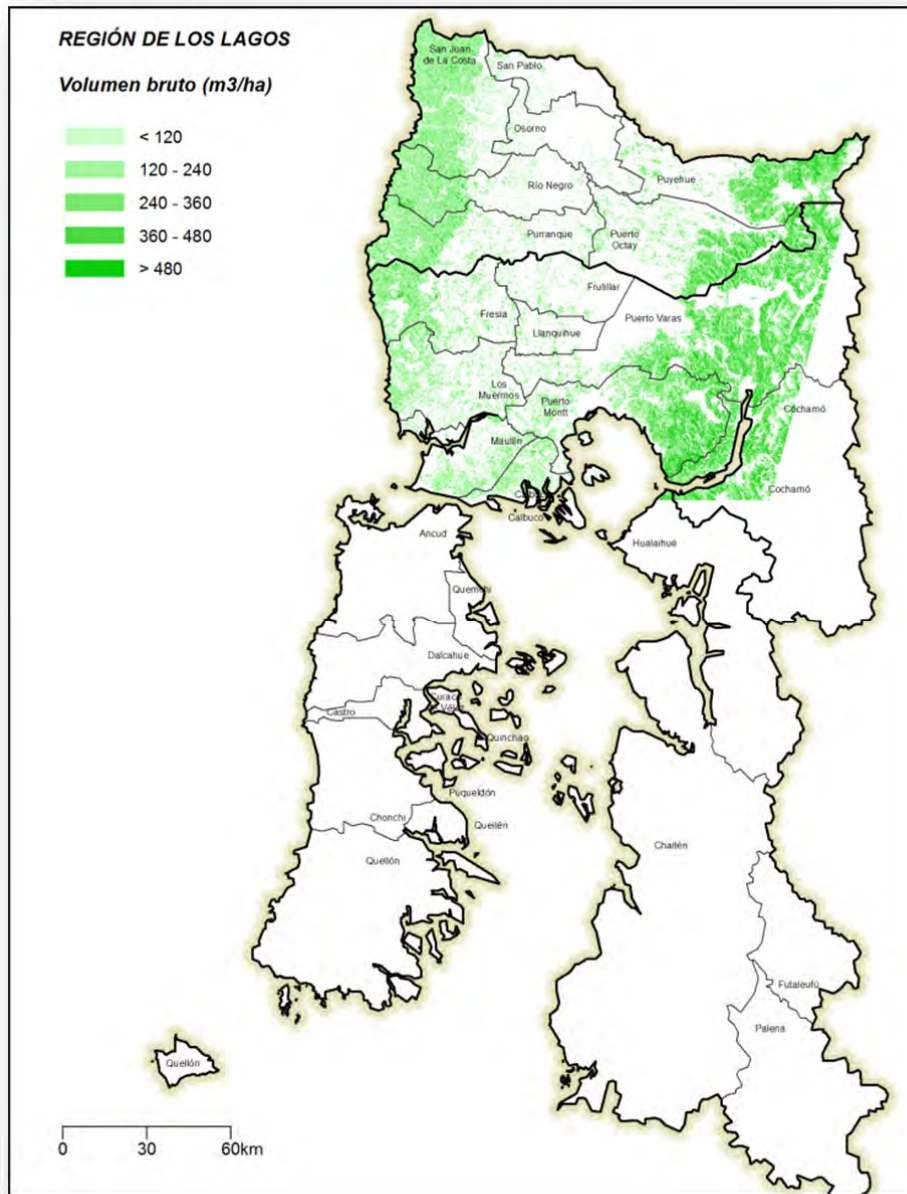 REGIÓN DE LOS LAGOS
Volumen bruto (m3/ha)
< 120
120 - 240
240 - 360
360 - 480
> 480
San Juan
de La Costa
San Pablo
Osorno
Río Negro
Puyehue
Purranque
Puerto
Octay
Frutillar
Fresia
Puerto Varas
Llanquihue
Los
Muermos
Puerto
Montt
Cochamó
Maullín
Cochamó
Calbuco
Ancud
Hualaihué
Quemchi
Dalcahue
Castro
Quinchao
Puqueldón
Chonchi
Queilén
Quellón
Chaitén
Futaleufú
Palena
Quellón
0 30 60km